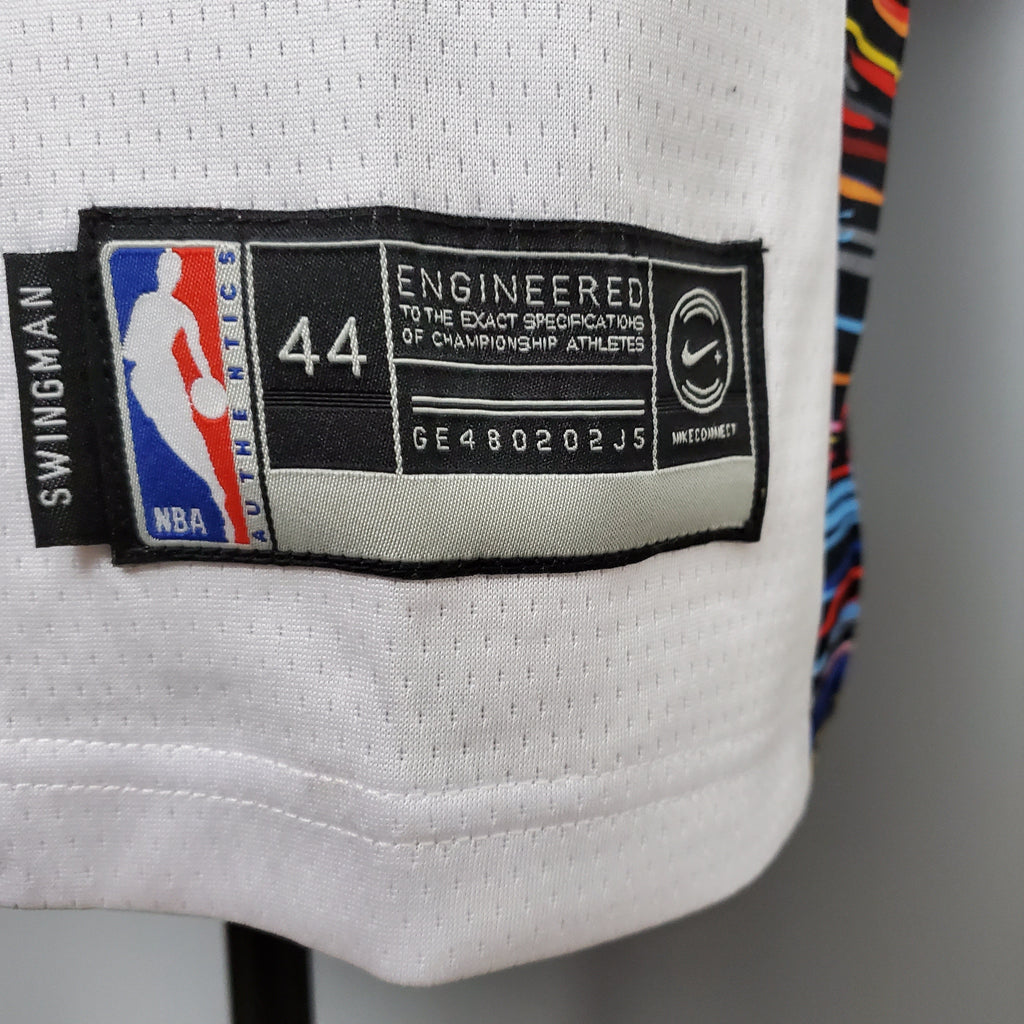 SWINGMAN
NBA
AUTHENTICS
44
ENGINEERED
TO THE EXACT SPECIFICATIONS
OF CHAMPIONSHIP ATHLETES
GE480202J5
NIKECONNECT